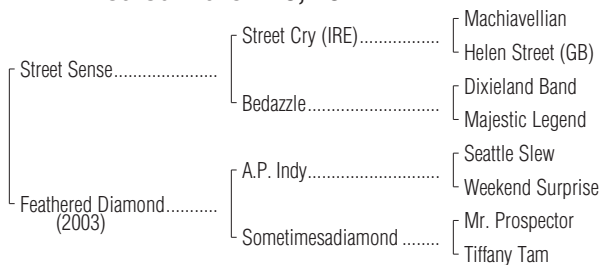 Street Sense.....................
Feathered Diamond..........
(2003)
Street Cry (IRE)................
Bedazzle..........................
A.P. Indy..........................
Sometimesadiamond ........
Machiavellian
Helen Street (GB)
Dixieland Band
Majestic Legend
Seattle Slew
Weekend Surprise
Mr. Prospector
Tiffany Tam